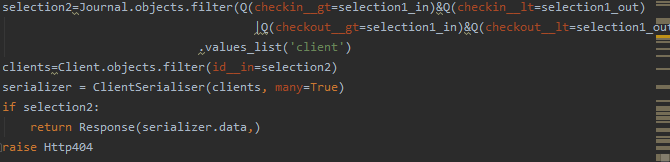 selection2=Journal.objects.filter(Q(checkin__gt=selection1_in)&Q(checkin__lt=selection1_out)
|Q(checkout__gt=selection1_in)&Q(checkout__lt=selection1_out
.values_list('client')
clients=Client.objects.filter(id__in=selection2)
serializer = ClientSerialiser(clients, many=True)
if selection2:
return Response(serializer.data,)
raise Http404